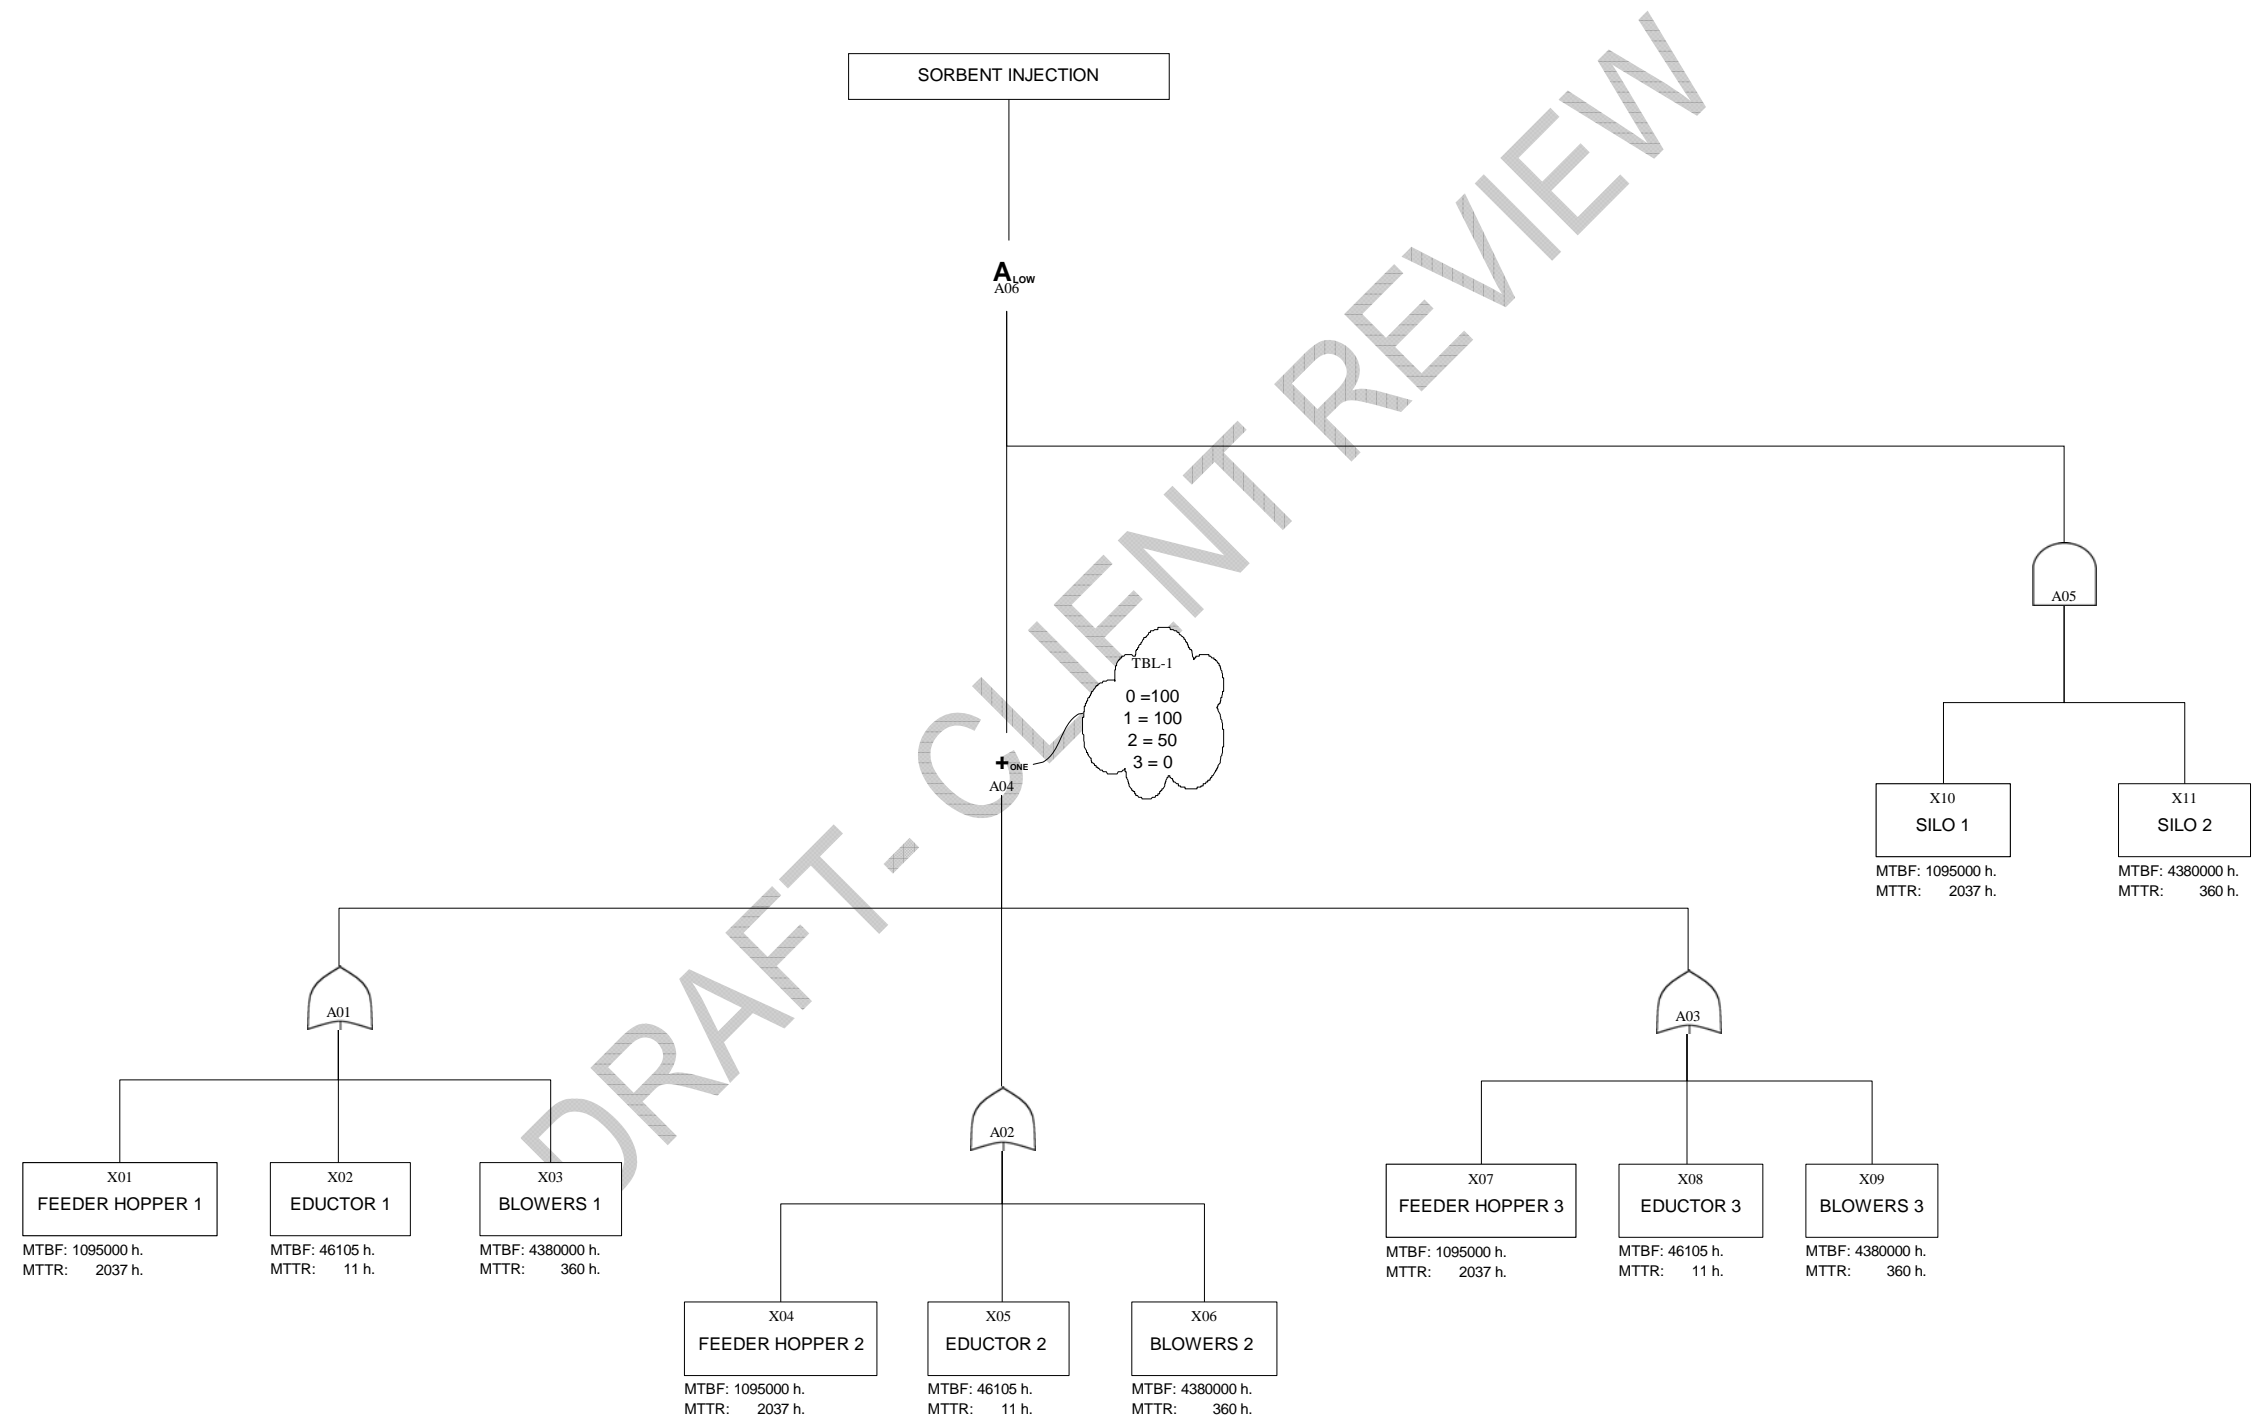 SORBENT INJECTION
A LOW
A06
A05
TBL-1
0 =100
1 = 100
2 = 50
3 = 0
+ ONE
A04
X10
SILO 1
MTBF: 1095000 h.
MTTR: 2037 h.
X11
SILO 2
MTBF: 4380000 h.
MTTR: 360 h.
A01
A03
A02
X01
FEEDER HOPPER 1
MTBF: 1095000 h.
MTTR: 2037 h.
X02
EDUCTOR 1
MTBF: 46105 h.
MTTR: 11 h.
X03
BLOWERS 1
MTBF: 4380000 h.
MTTR: 360 h.
X04
FEEDER HOPPER 2
MTBF: 1095000 h.
MTTR: 2037 h.
X05
EDUCTOR 2
MTBF: 46105 h.
MTTR: 11 h.
X06
BLOWERS 2
MTBF: 4380000 h.
MTTR: 360 h.
X07
FEEDER HOPPER 3
MTBF: 1095000 h.
MTTR: 2037 h.
X08
EDUCTOR 3
MTBF: 46105 h.
MTTR: 11 h.
X09
BLOWERS 3
MTBF: 4380000 h.
MTTR: 360 h.
DRAFT - CLIENT REVIEW